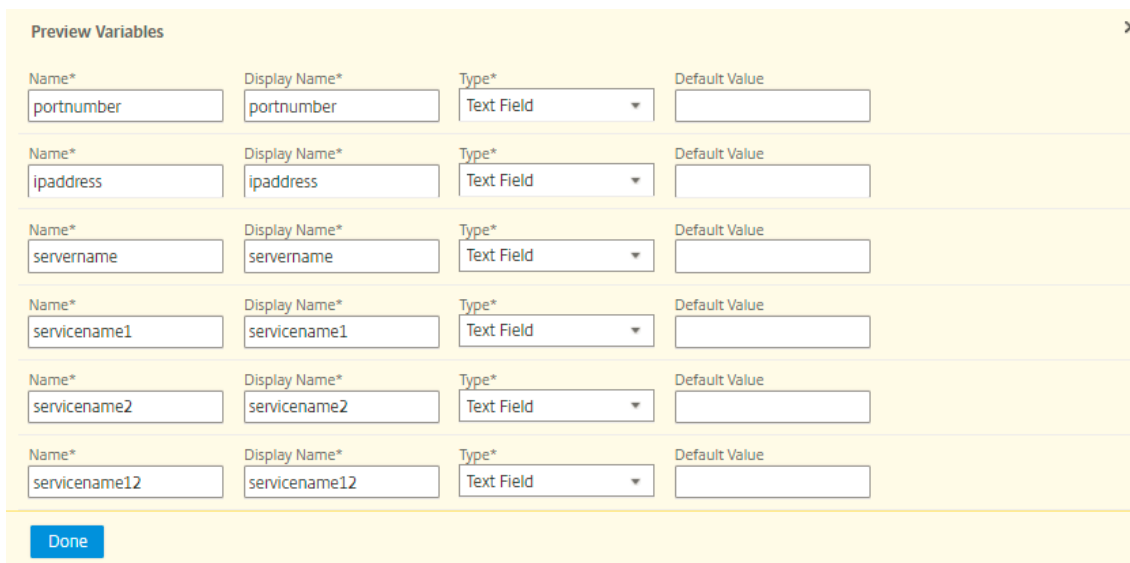 Preview Variables
Name* Display Name* Type* Default Value
portnumber portnumber Text Field
Name* Display Name* Type* Default Value
ipaddress ipaddress Text Field
Name* Display Name* Type* Default Value
servername servername Text Field
Name* Display Name* Type* Default Value
servicename1 servicename1 Text Field
Name* Display Name* Type* Default Value
servicename2 servicename2 Text Field
Name* Display Name* Type* Default Value
servicename12 servicename12 Text Field
Done